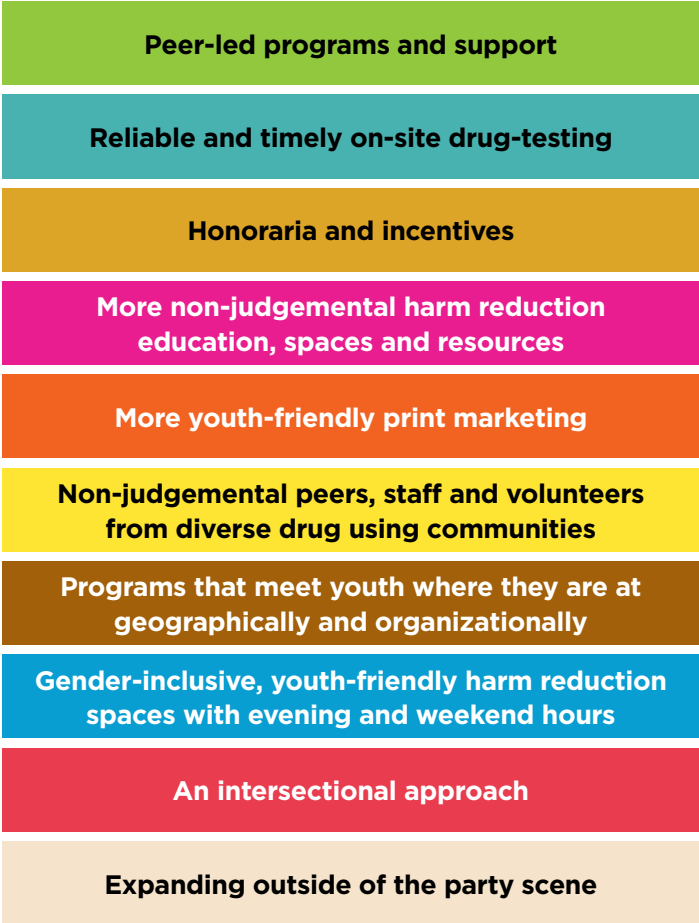 Peer-led programs and support
Reliable and timely on-site drug-testing
Honoraria and incentives
More non-judgemental harm reduction
education, spaces and resources
More youth-friendly print marketing
Non-judgemental peers, staff and volunteers
from diverse drug using communities
Programs that meet youth where they are at
geographically and organizationally
Gender-inclusive, youth-friendly harm reduction
spaces with evening and weekend hours
An intersectional approach
Expanding outside of the party scene